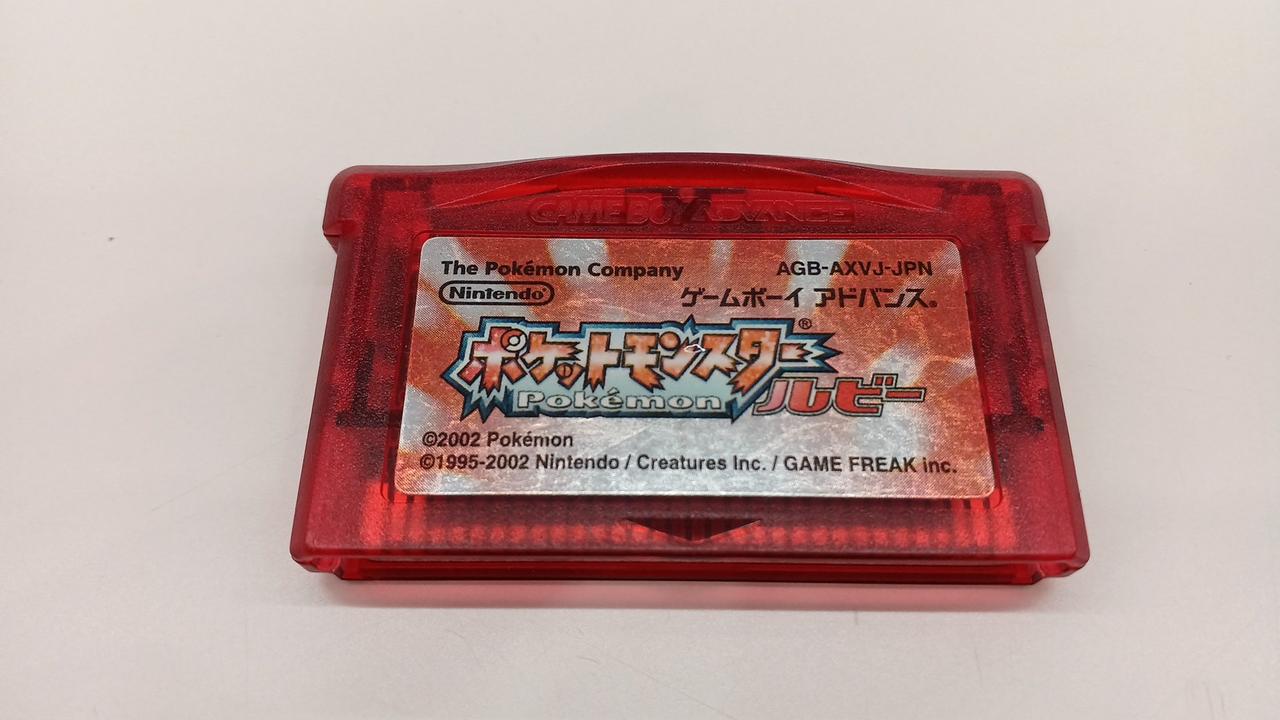 GAME BOY ADVANCE
The Pokémon Company AGB-AXVJ-JPN
Nintendo® ゲームボーイ アドバンス®
ポケットモンスター®
Pokémon ルビー
©2002 Pokémon
©1995-2002 Nintendo / Creatures Inc. / GAME FREAK inc.